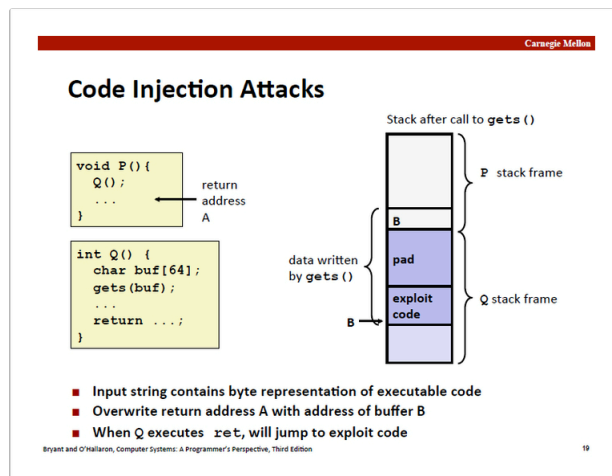 Carnegie Mellon
Code Injection Attacks
Stack after call to gets()
void P(){
Q();
...
}
return
address
A
int Q() {
char buf[64];
gets(buf);
...
return ...;
}
data written
by gets()
B
B
pad
exploit
code
P stack frame
Q stack frame
Input string contains byte representation of executable code
Overwrite return address A with address of buffer B
When Q executes ret, will jump to exploit code
Bryant and O'Hallaron, Computer Systems: A Programmer's Perspective, Third Edition
19